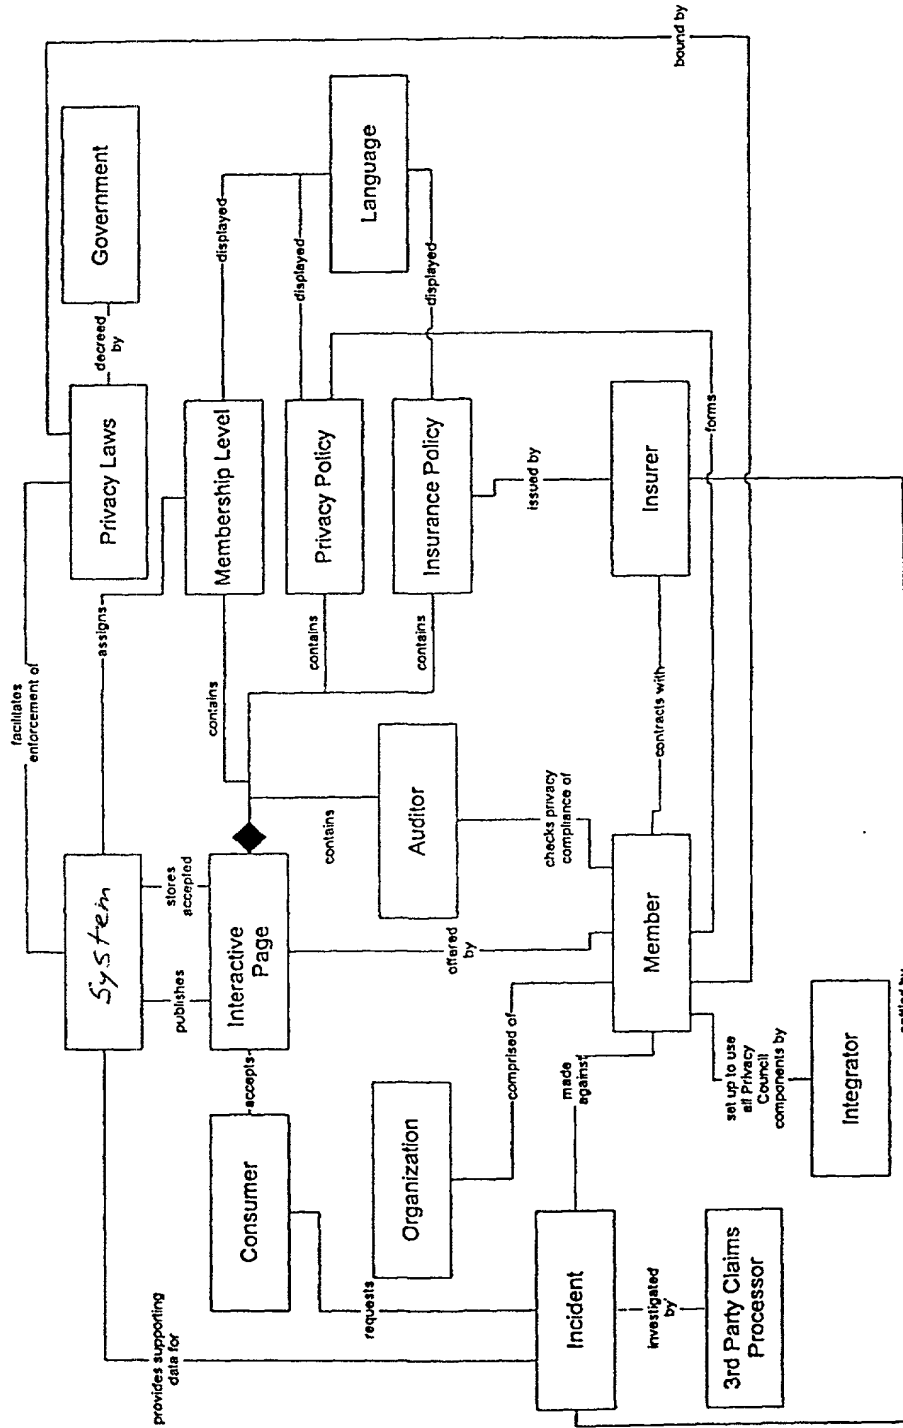 facilitates
enforcement of
System
assigns
Privacy Laws
decreed
by
Government
bound by
provides supporting
data for
publishes
stores
accepted
Membership Level
displayed
contains
Consumer
accepts
Interactive
Page
contains
Privacy Policy
displayed
Language
requests
contains
Auditor
contains
Insurance Policy
displayed
Organization
comprised of
offered
by
checks privacy
compliance of
issued by
Incident
made
against
Member
contracts with
Insurer
forms
investigated
by
3rd Party Claims
Processor
set up to use
all Privacy
Council
components by
Integrator